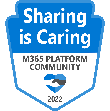 Sharing
is Caring
M365 PLATFORM
COMMUNITY
2022